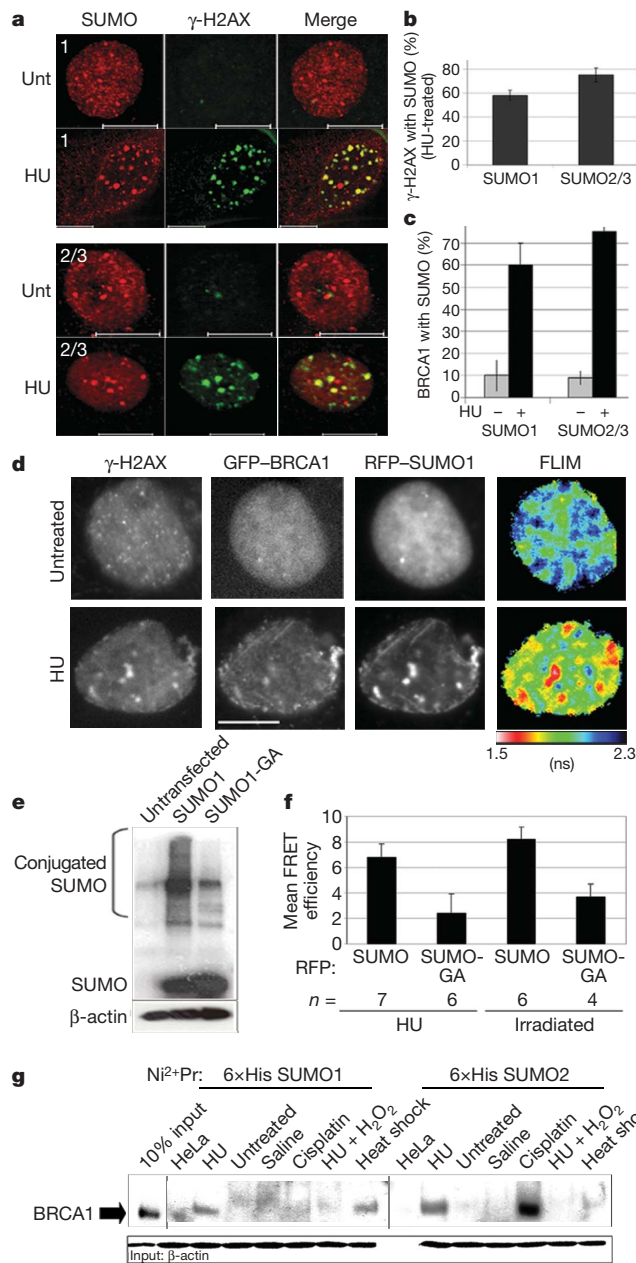 a
SUMO γ-H2AX Merge
Unt 1
HU 1
Unt 2/3
HU 2/3
b
γ-H2AX with SUMO (%)
(HU-treated)
80
60
40
20
0
SUMO1 SUMO2/3
c
BRCA1 with SUMO (%)
70
60
50
40
30
20
10
0
HU − + − +
SUMO1 SUMO2/3
d
γ-H2AX GFP–BRCA1 RFP–SUMO1 FLIM
Untreated
HU
1.5 2.3
(ns)
e
Untransfected
SUMO1
SUMO1-GA
Conjugated
SUMO
SUMO
β-actin
f
Mean FRET
efficiency
10
8
6
4
2
0
RFP: SUMO SUMO-GA SUMO SUMO-GA
n = 7 6 6 4
HU Irradiated
g
Ni²⁺Pr: 6×His SUMO1 6×His SUMO2
10% input
HeLa
HU
Untreated
Saline
Cisplatin
HU + H₂O₂
Heat shock
HeLa
HU
Untreated
Saline
Cisplatin
HU + H₂O₂
Heat shock
BRCA1
Input: β-actin